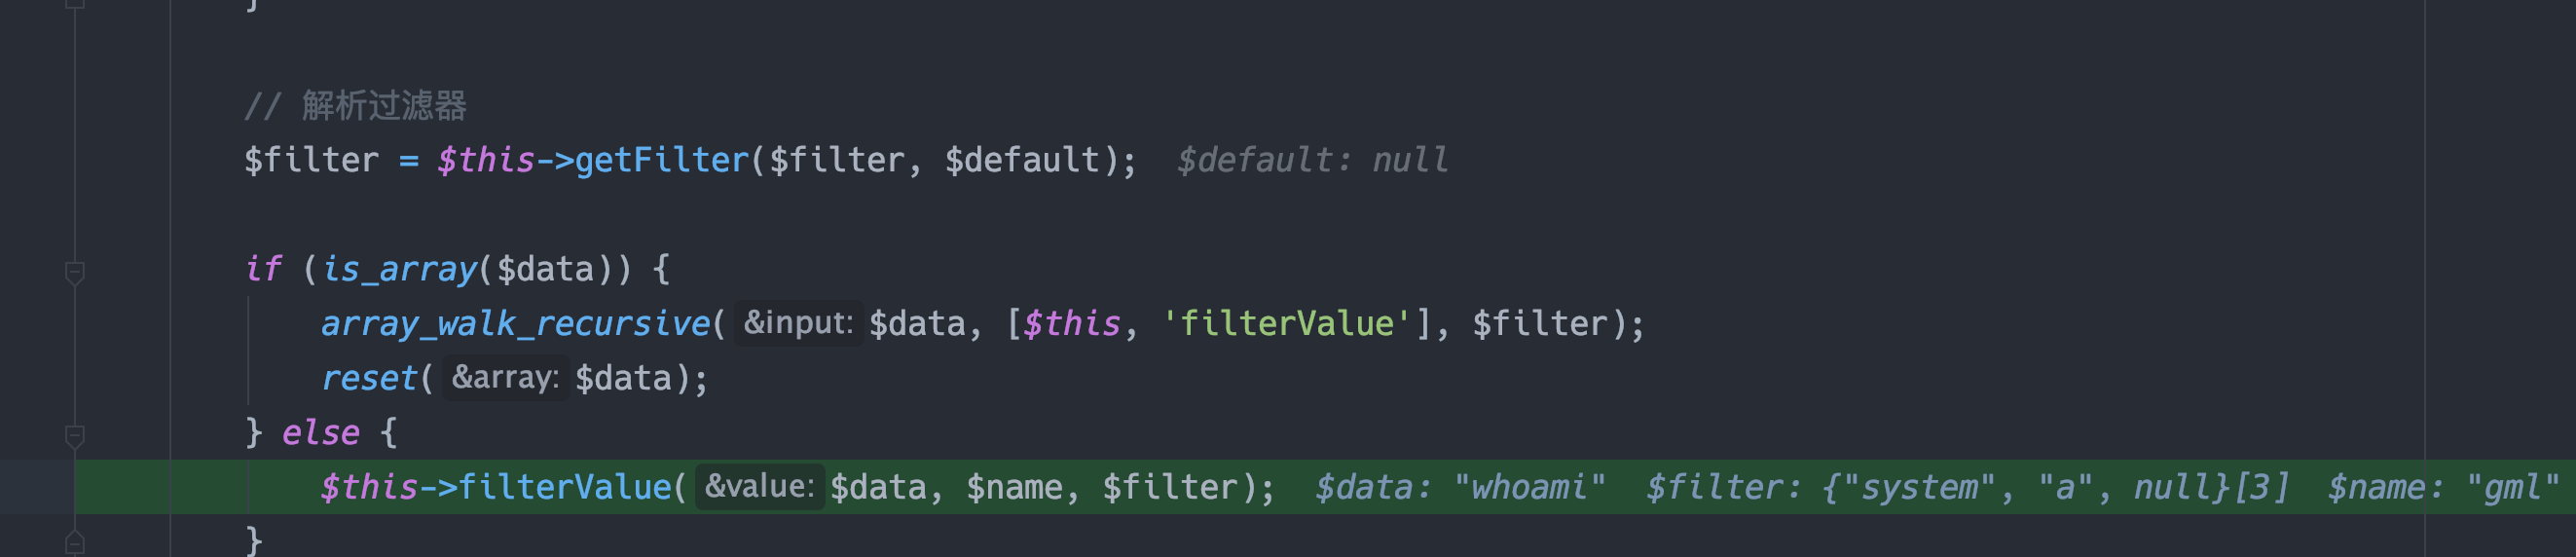 }
// 解析过滤器
$filter = $this->getFilter($filter, $default); $default: null
if (is_array($data)) {
array_walk_recursive( &input: $data, [$this, 'filterValue'], $filter);
reset( &array: $data);
} else {
$this->filterValue( &value: $data, $name, $filter); $data: "whoami" $filter: {"system", "a", null}[3] $name: "gml"
}